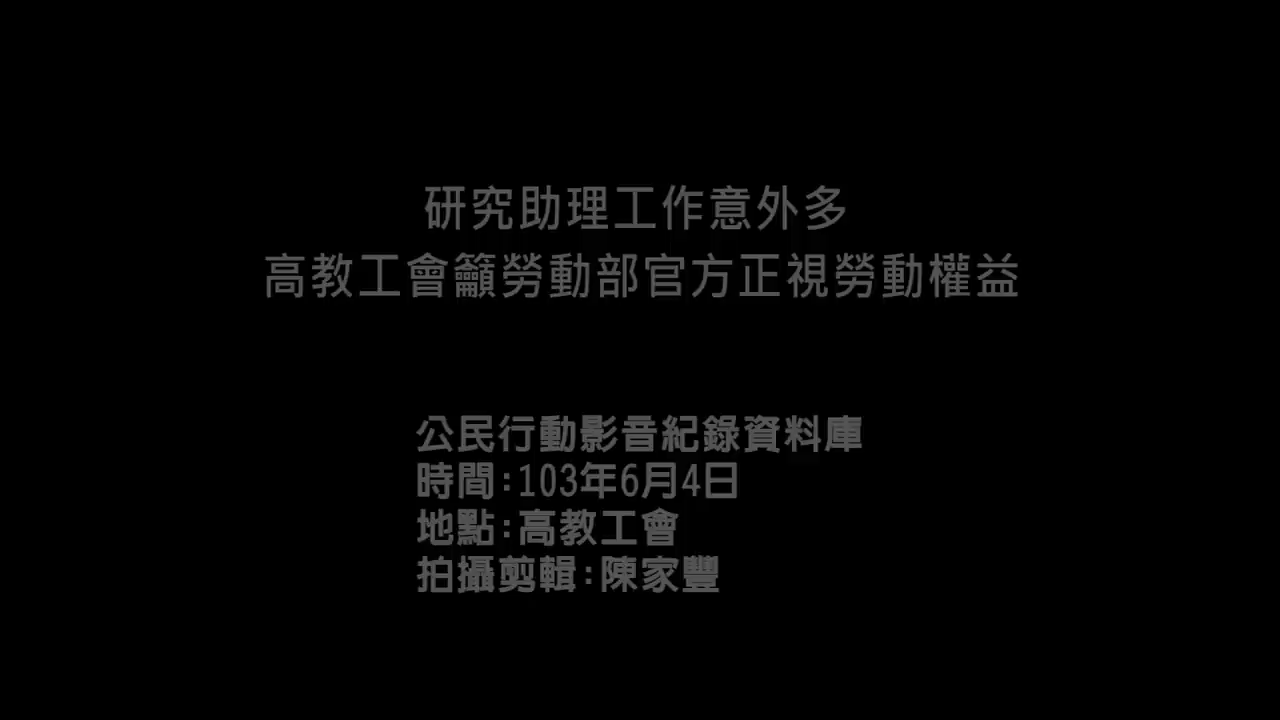 研究助理工作意外多
高教工會籲勞動部官方正視勞動權益
公民行動影音紀錄資料庫
時間:103年6月4日
地點:高教工會
拍攝剪輯:陳家豐